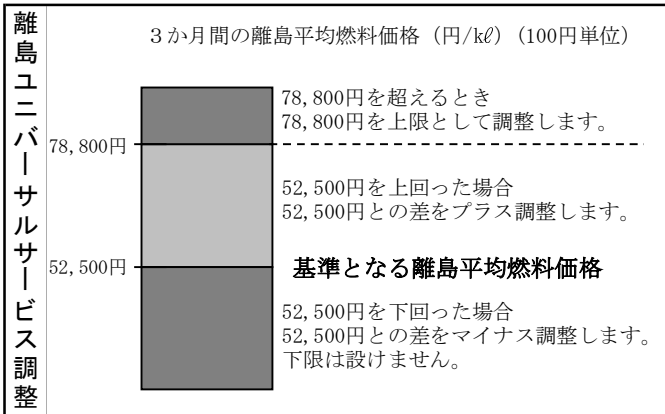 離島ユニバーサルサービス調整
3か月間の離島平均燃料価格（円/kℓ）(100円単位)
78,800円を超えるとき
78,800円を上限として調整します。
78,800円
52,500円を上回った場合
52,500円との差をプラス調整します。
52,500円
基準となる離島平均燃料価格
52,500円を下回った場合
52,500円との差をマイナス調整します。
下限は設けません。